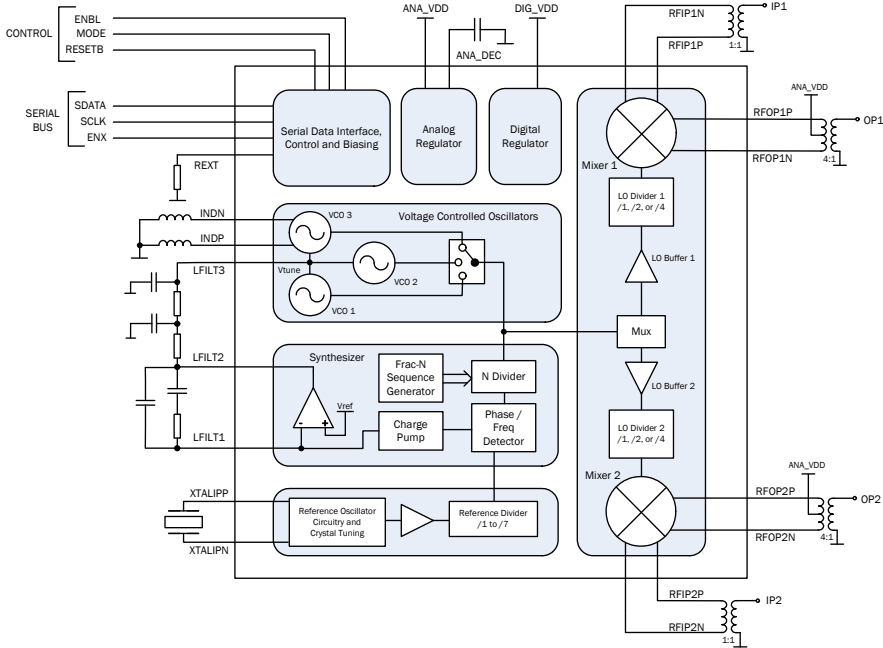 CONTROL
ENBL
MODE
RESETB
SERIAL
BUS
SDATA
SCLK
ENX
REXT
ANA_VDD
ANA_DEC
DIG_VDD
Serial Data Interface,
Control and Biasing
Analog
Regulator
Digital
Regulator
RFIP1N
RFIP1P
IP1
1:1
ANA_VDD
RFOP1P
RFOP1N
OP1
4:1
Mixer 1
LO Divider 1
/1, /2, or /4
LO Buffer 1
Mux
LO Buffer 2
LO Divider 2
/1, /2, or /4
Mixer 2
INDN
INDP
LFILT3
VCO 3
Voltage Controlled Oscillators
Vtune
VCO 2
VCO 1
LFILT2
LFILT1
Synthesizer
Frac-N
Sequence
Generator
N Divider
Vref
-
+
Charge
Pump
Phase /
Freq
Detector
XTALIPP
XTALIPN
Reference Oscillator
Circuitry and
Crystal Tuning
Reference Divider
/1 to /7
ANA_VDD
RFOP2P
RFOP2N
OP2
4:1
RFIP2P
RFIP2N
IP2
1:1